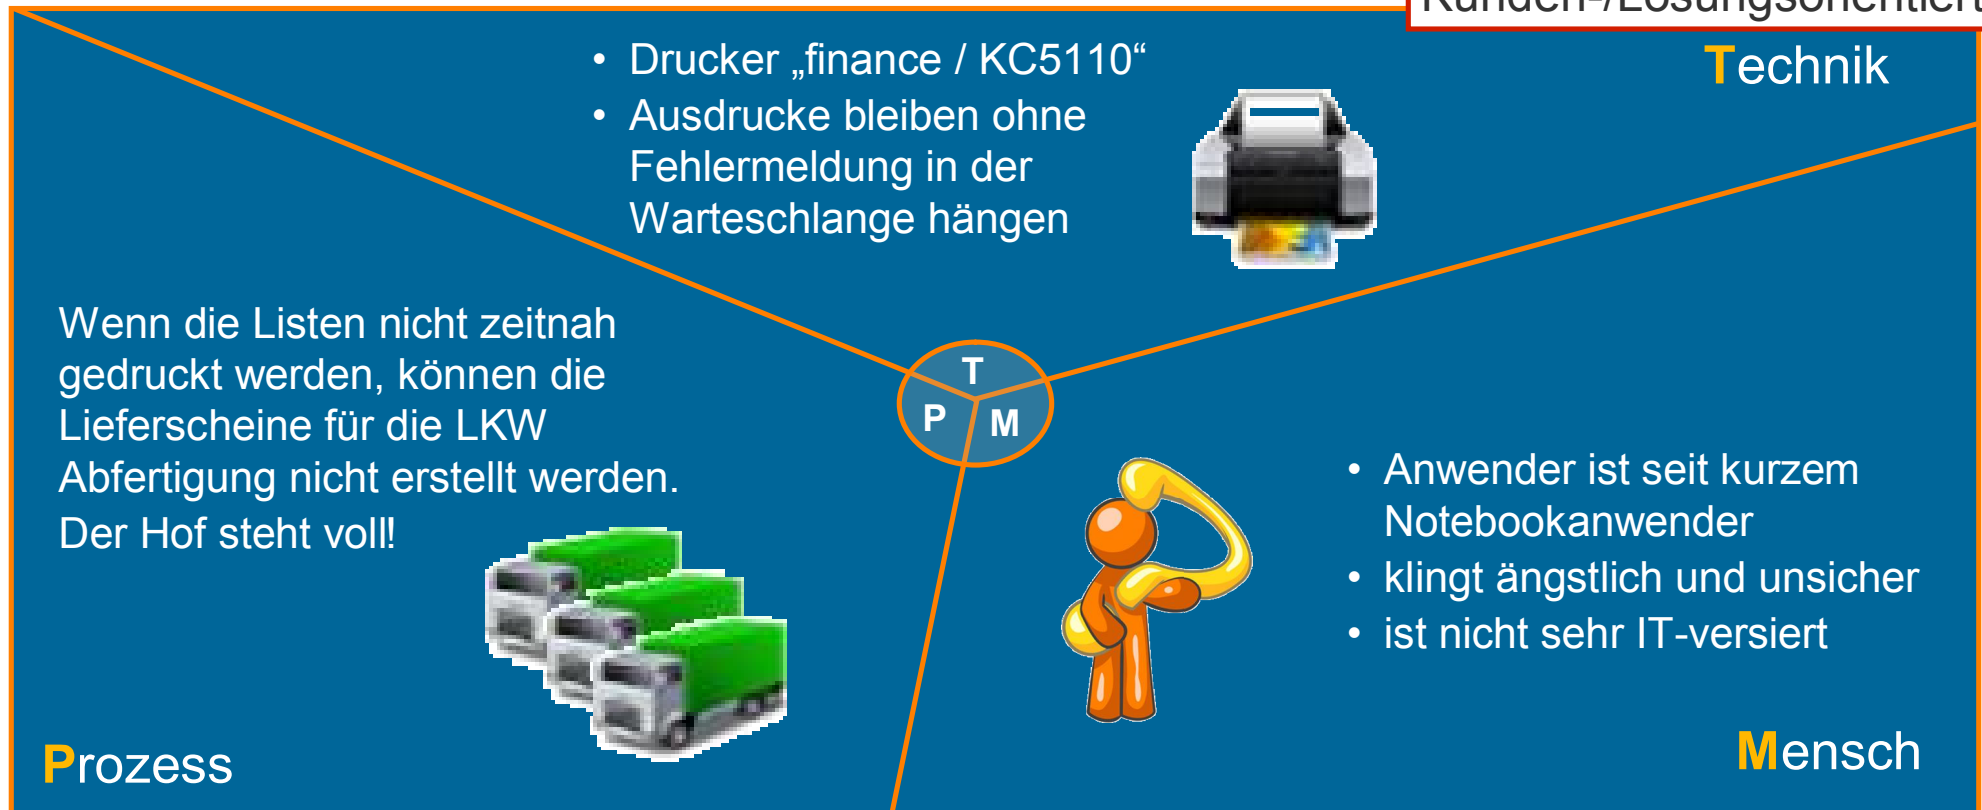 Kunden-/Lösungsorientiert
Technik
• Drucker „finance / KC5110“
• Ausdrucke bleiben ohne
Fehlermeldung in der
Warteschlange hängen
Wenn die Listen nicht zeitnah
gedruckt werden, können die
Lieferscheine für die LKW
Abfertigung nicht erstellt werden.
Der Hof steht voll!
T
P M
• Anwender ist seit kurzem
Notebookanwender
• klingt ängstlich und unsicher
• ist nicht sehr IT-versiert
Prozess
Mensch